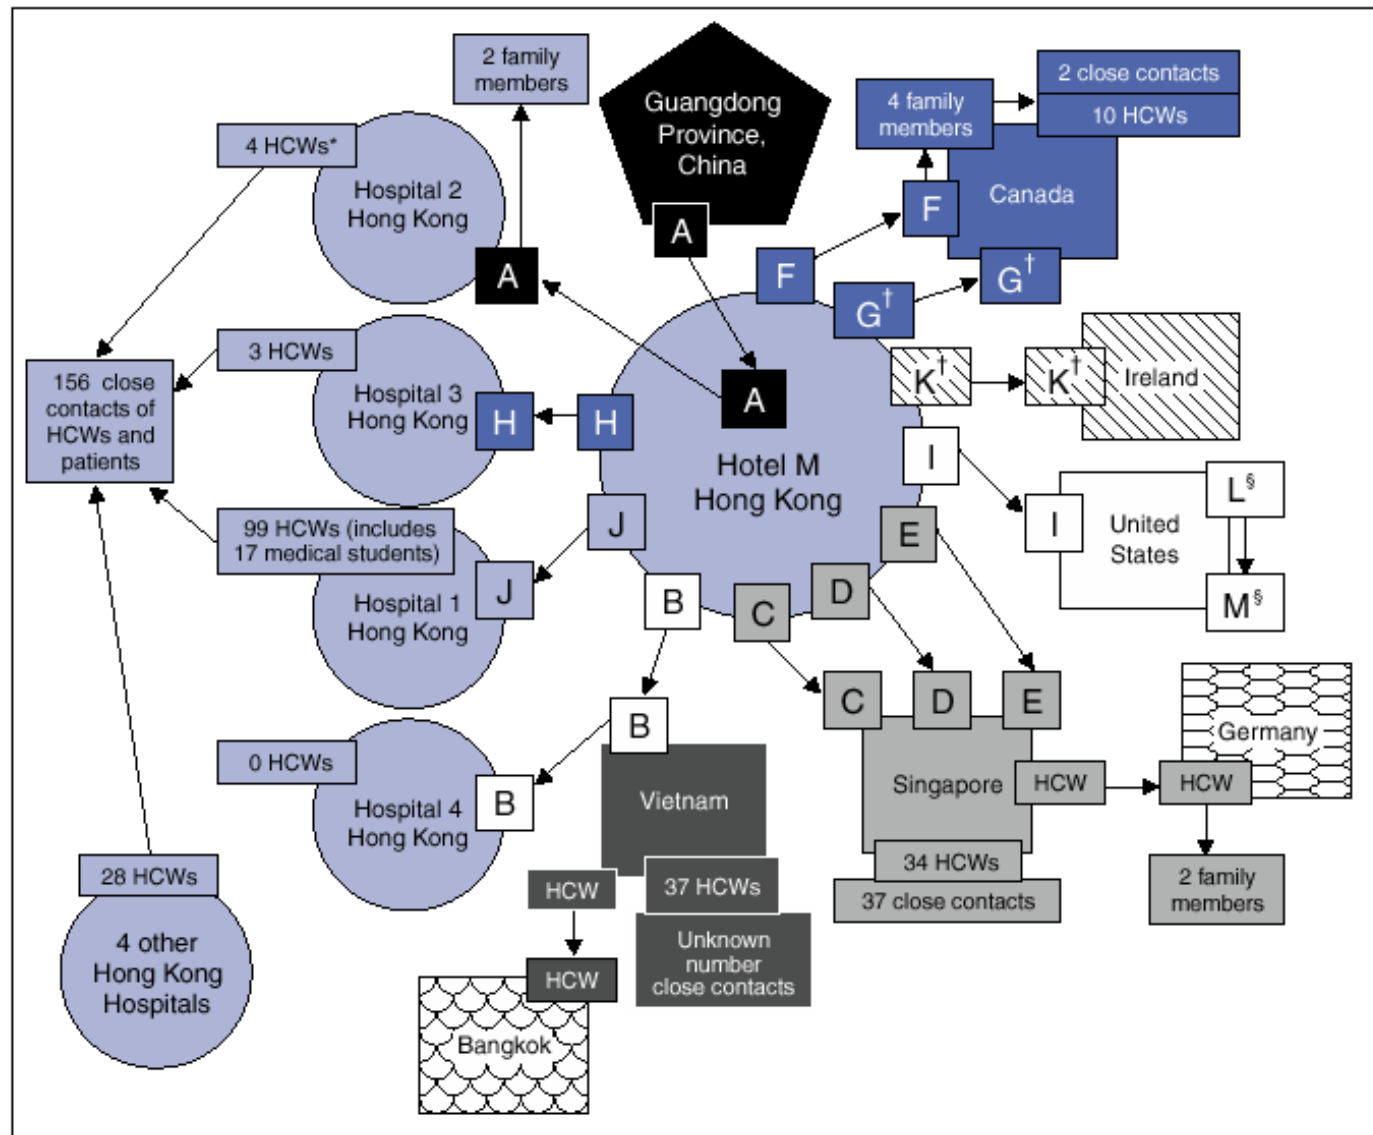 2 family
members
Guangdong
Province,
China
A
4 family
members
2 close contacts
10 HCWs
Canada
F
G†
4 HCWs*
Hospital 2
Hong Kong
A
F
G†
3 HCWs
Hospital 3
Hong Kong
H
H
A
Hotel M
Hong Kong
K†
K†
Ireland
156 close
contacts of
HCWs and
patients
I
I
United
States
L§
M§
99 HCWs (includes
17 medical students)
Hospital 1
Hong Kong
J
J
B
C
D
E
0 HCWs
Hospital 4
Hong Kong
B
B
Vietnam
C
D
E
Singapore
HCW
HCW
Germany
34 HCWs
37 close contacts
2 family
members
28 HCWs
4 other
Hong Kong
Hospitals
HCW
37 HCWs
Unknown
number
close contacts
HCW
Bangkok